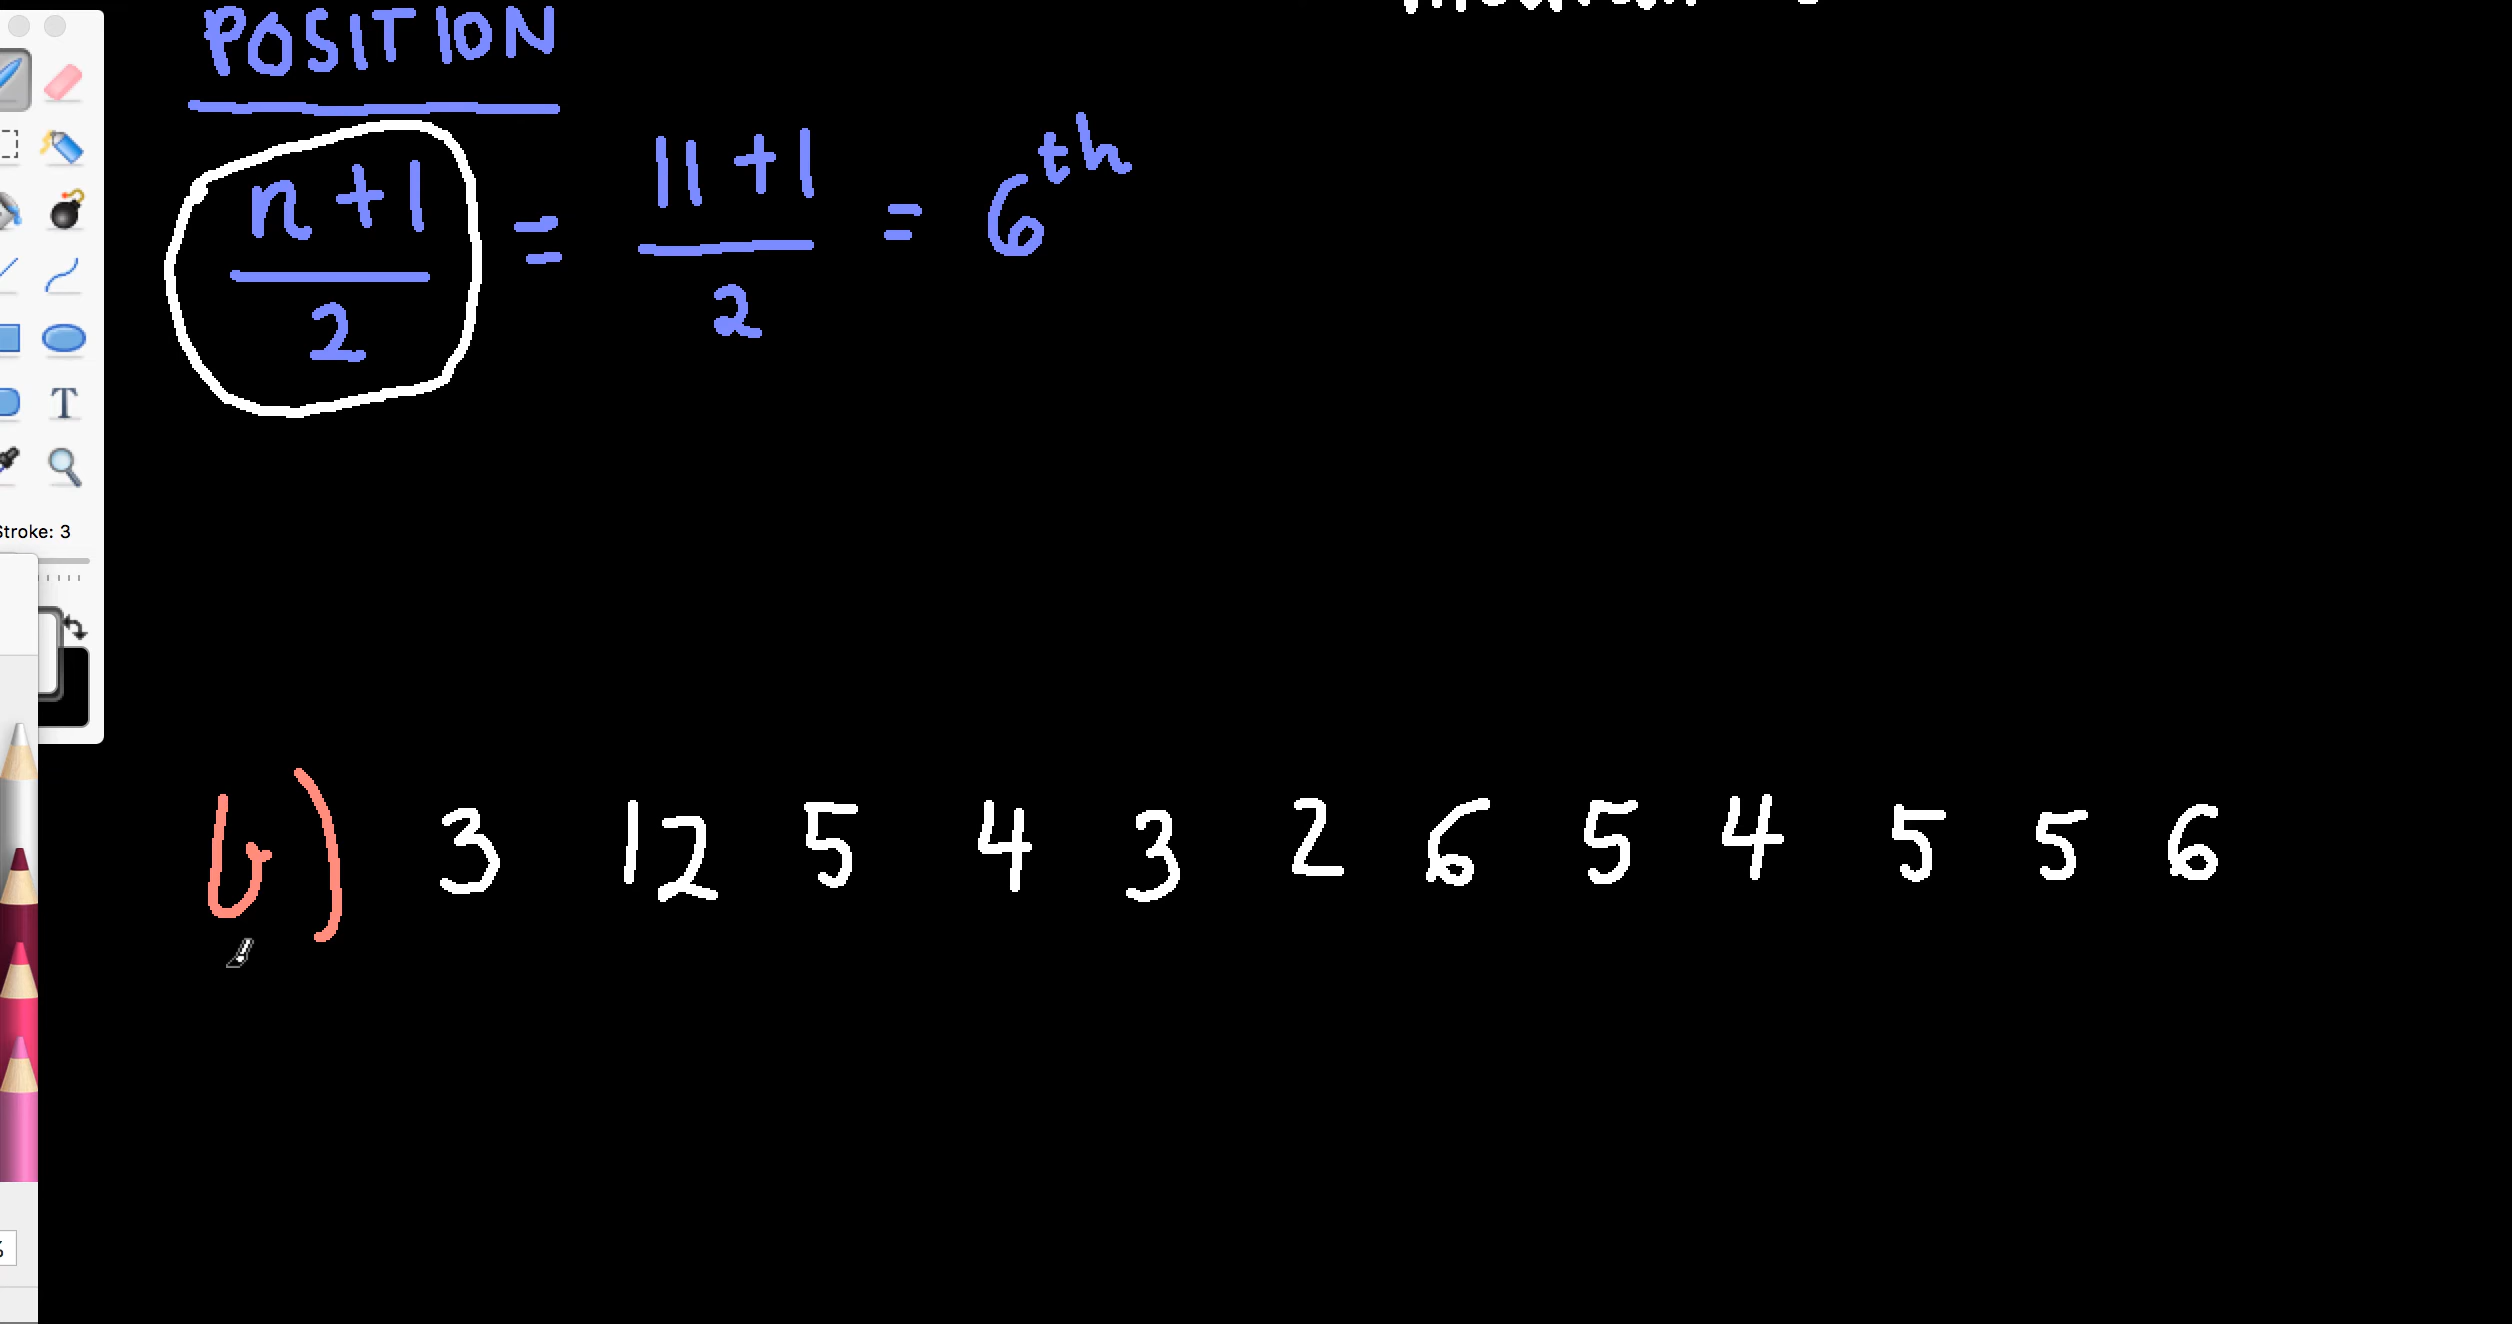 POSITION
n+1/2 = 11+1/2 = 6th
T
Stroke: 3
b) 3 12 5 4 3 2 6 5 4 5 5 6
%